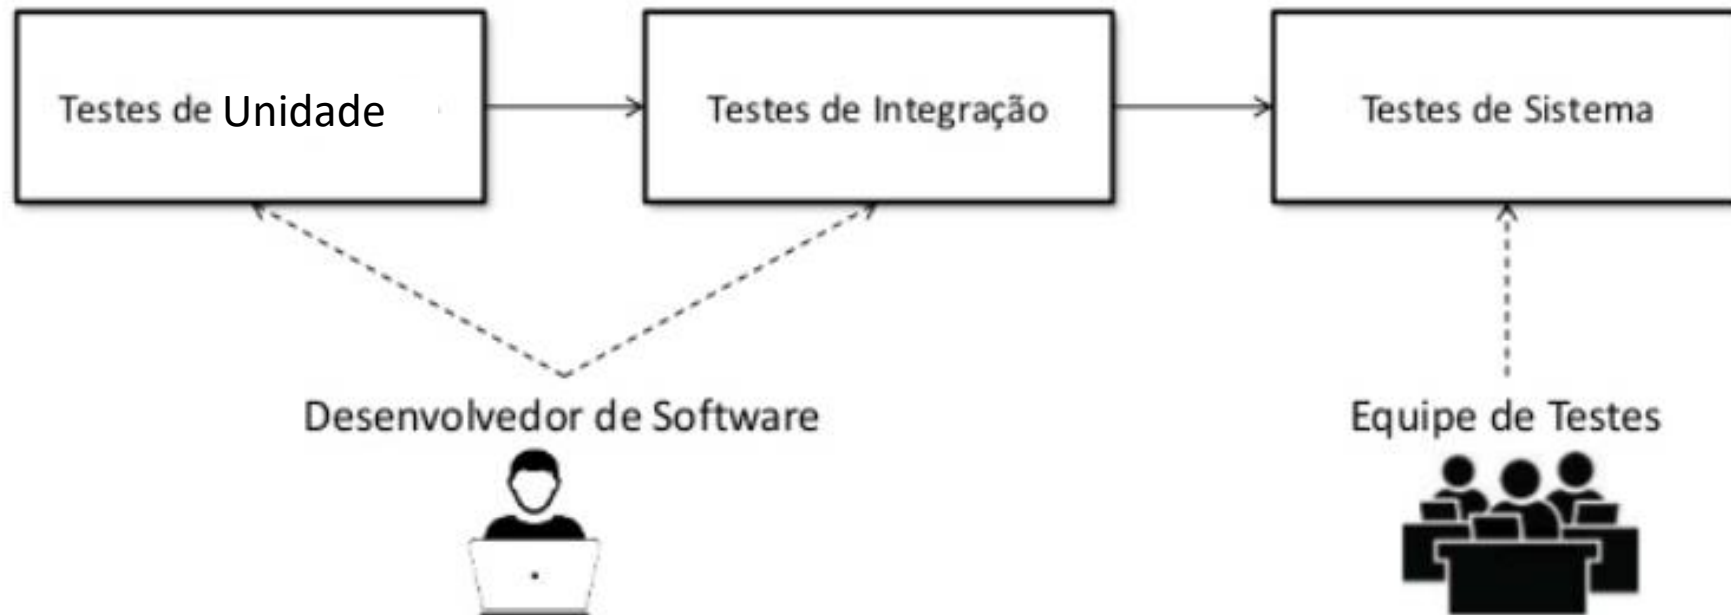 Testes de Unidade
Testes de Integração
Testes de Sistema
Desenvolvedor de Software
Equipe de Testes